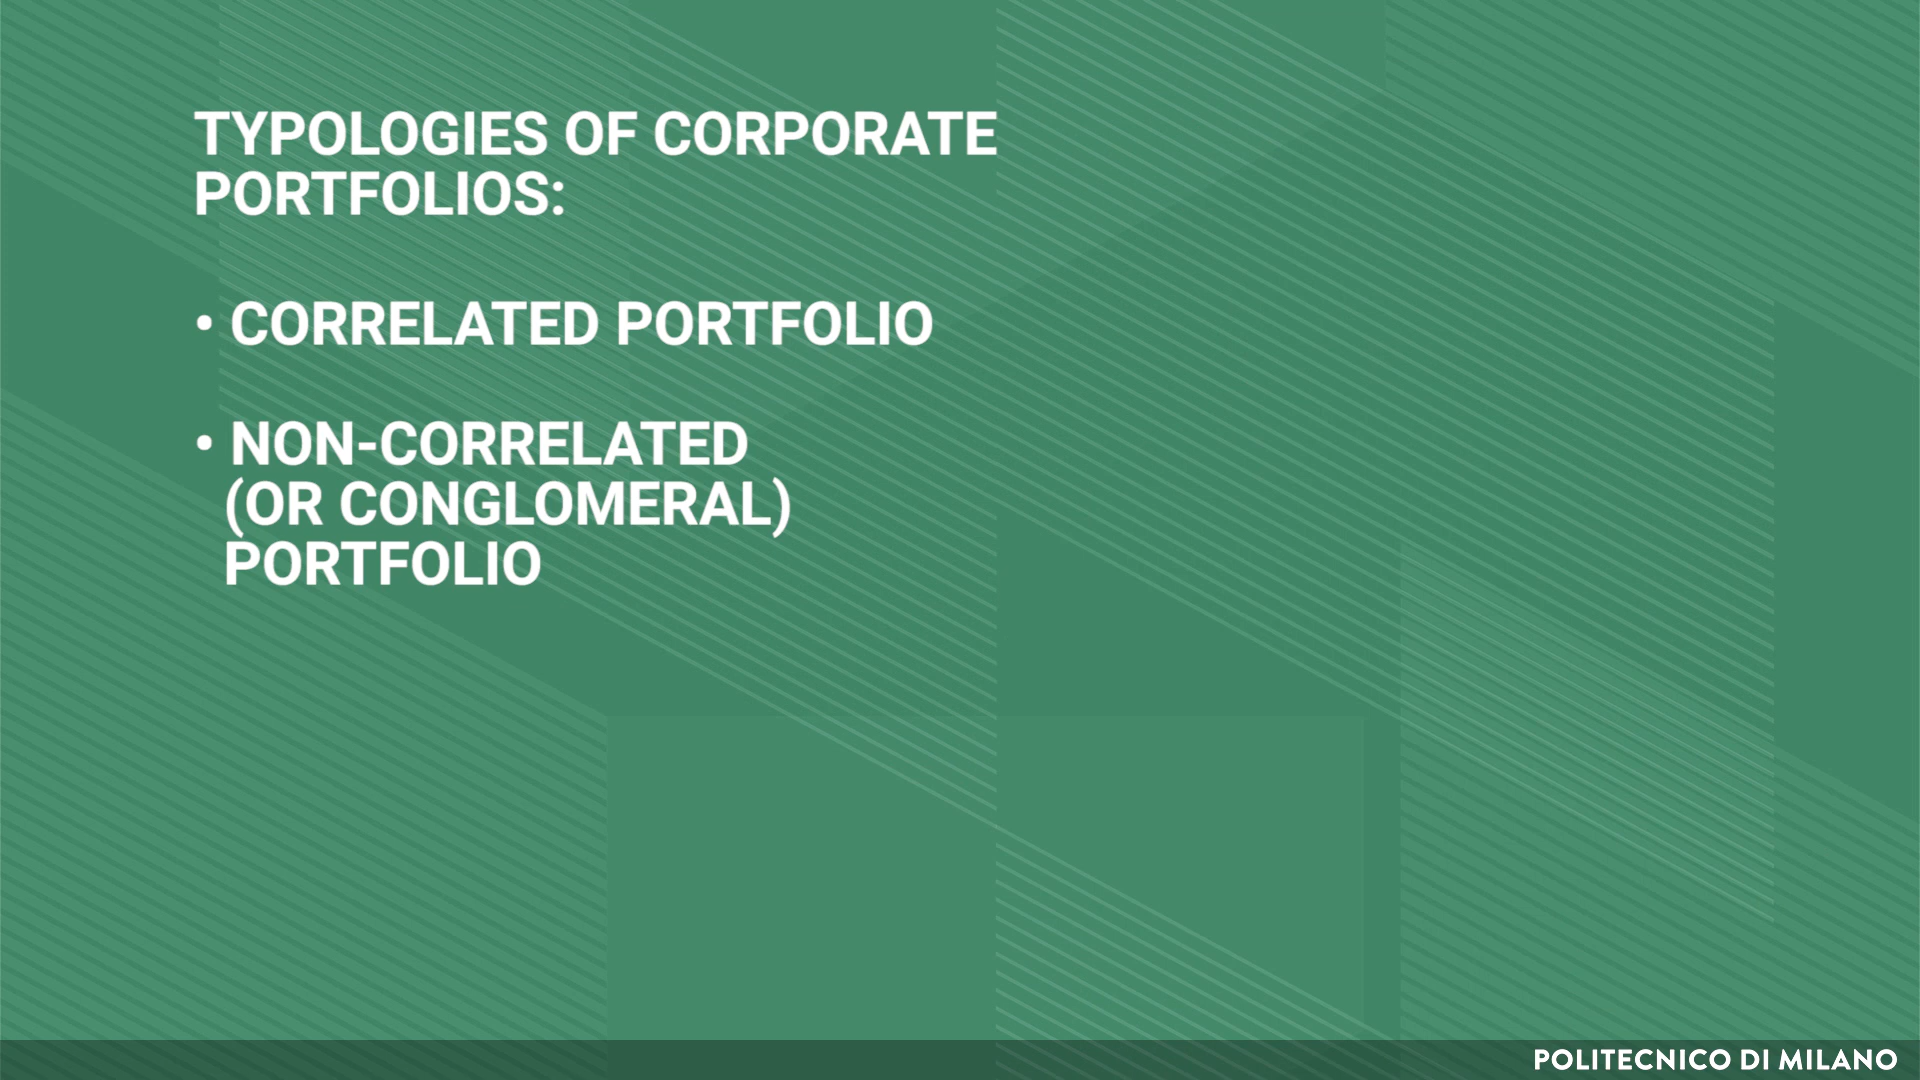 TYPOLOGIES OF CORPORATE
PORTFOLIOS:
• CORRELATED PORTFOLIO
• NON-CORRELATED
(OR CONGLOMERAL)
PORTFOLIO
POLITECNICO DI MILANO